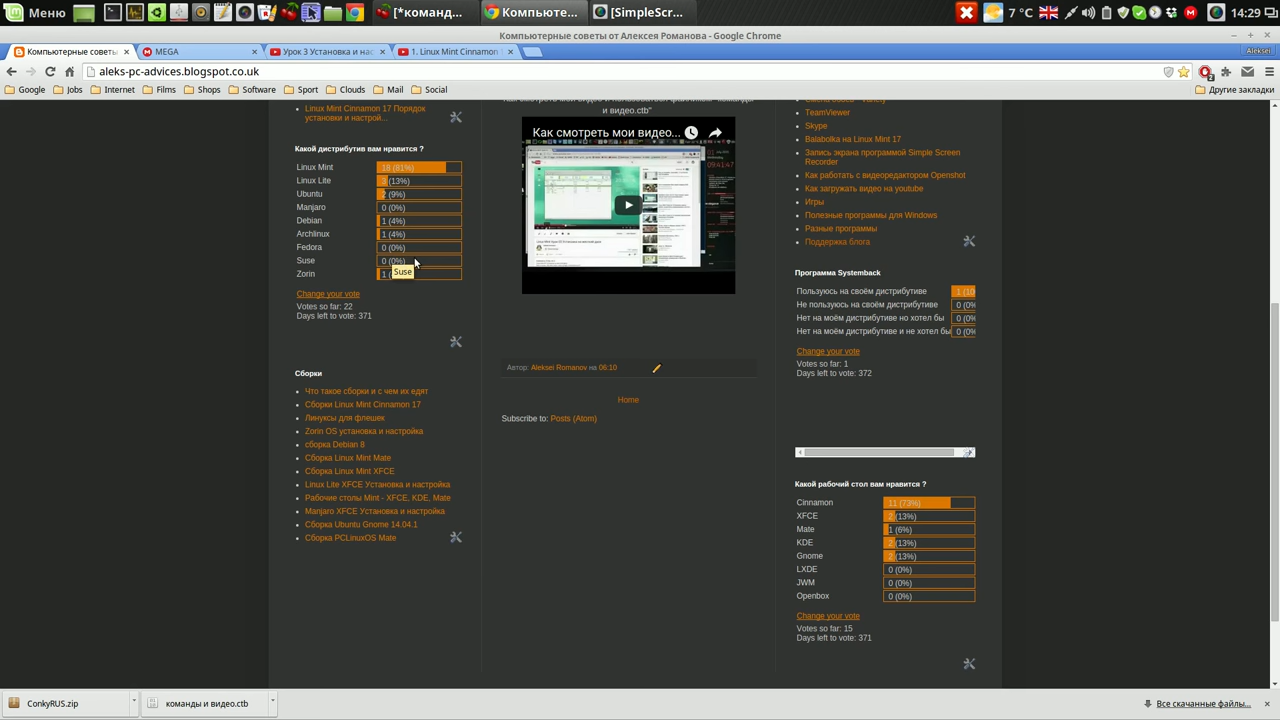 Меню
[*команд...
Компьюте...
[SimpleScr...
7 °C
14:29
Компьютерные советы от Алексея Романова - Google Chrome
Компьютерные советы
MEGA
Урок 3 Установка и нас
1. Linux Mint Cinnamon
Aleksei
aleks-pc-advices.blogspot.co.uk
Google
Jobs
Internet
Films
Shops
Software
Sport
Clouds
Mail
Social
Другие закладки
Linux Mint Cinnamon 17 Порядок
установки и настрой...
Какой дистрибутив вам нравится ?
Linux Mint 18 (81%)
Linux Lite 3 (13%)
Ubuntu 2 (9%)
Manjaro 0 (0%)
Debian 1 (4%)
Archlinux 1 (4%)
Fedora 0 (0%)
Suse 0 (0%)
Zorin 1 (
Suse
Change your vote
Votes so far: 22
Days left to vote: 371
Сборки
Что такое сборки и с чем их едят
Сборки Linux Mint Cinnamon 17
Линуксы для флешек
Zorin OS установка и настройка
сборка Debian 8
Сборка Linux Mint Mate
Сборка Linux Mint XFCE
Linux Lite XFCE Установка и настройка
Рабочие столы Mint - XFCE, KDE, Mate
Manjaro XFCE Установка и настройка
Сборка Ubuntu Gnome 14.04.1
Сборка PCLinuxOS Mate
и видео.ctb"
Как смотреть мои видео...
Автор: Aleksei Romanov на 06:10
Home
Subscribe to: Posts (Atom)
TeamViewer
Skype
Balabolka на Linux Mint 17
Запись экрана программой Simple Screen
Recorder
Как работать с видеоредактором Openshot
Как загружать видео на youtube
Игры
Полезные программы для Windows
Разные программы
Поддержка блога
Программа Systemback
Пользуюсь на своём дистрибутиве 1 (10
Не пользуюсь на своём дистрибутиве 0 (0%
Нет на моём дистрибутиве но хотел бы 0 (0%
Нет на моём дистрибутиве и не хотел бы 0 (0%
Change your vote
Votes so far: 1
Days left to vote: 372
Какой рабочий стол вам нравится ?
Cinnamon 11 (73%)
XFCE 2 (13%)
Mate 1 (6%)
KDE 2 (13%)
Gnome 2 (13%)
LXDE 0 (0%)
JWM 0 (0%)
Openbox 0 (0%)
Change your vote
Votes so far: 15
Days left to vote: 371
ConkyRUS.zip
команды и видео.ctb
Все скачанные файлы...